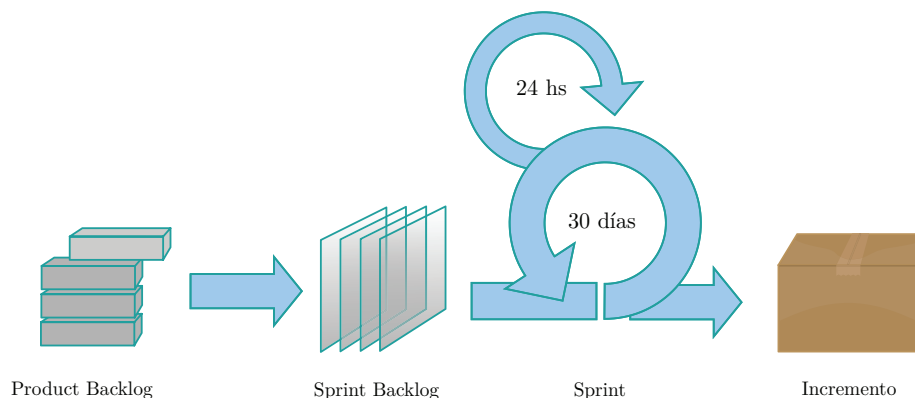 24 hs
30 días
Product Backlog
Sprint Backlog
Sprint
Incremento